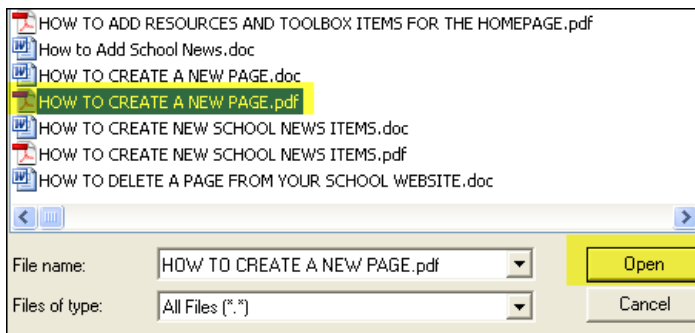 HOW TO ADD RESOURCES AND TOOLBOX ITEMS FOR THE HOMEPAGE.pdf
How to Add School News.doc
HOW TO CREATE A NEW PAGE.doc
HOW TO CREATE A NEW PAGE.pdf
HOW TO CREATE NEW SCHOOL NEWS ITEMS.doc
HOW TO CREATE NEW SCHOOL NEWS ITEMS.pdf
HOW TO DELETE A PAGE FROM YOUR SCHOOL WEBSITE.doc
File name: HOW TO CREATE A NEW PAGE.pdf Open
Files of type: All Files (*.*) Cancel